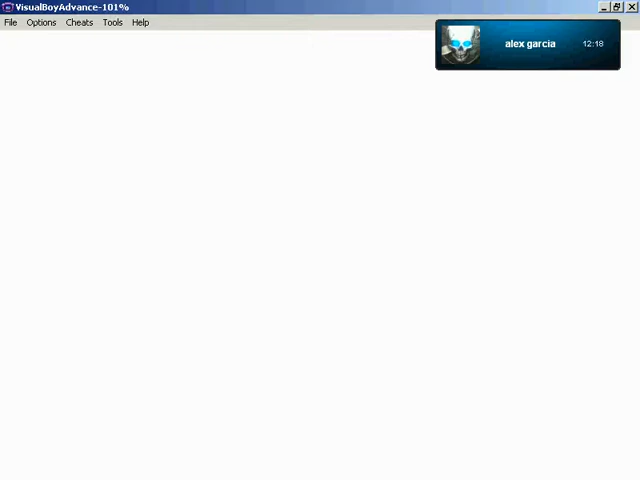 VisualBoyAdvance-101%
File Options Cheats Tools Help
alex garcia 12:18